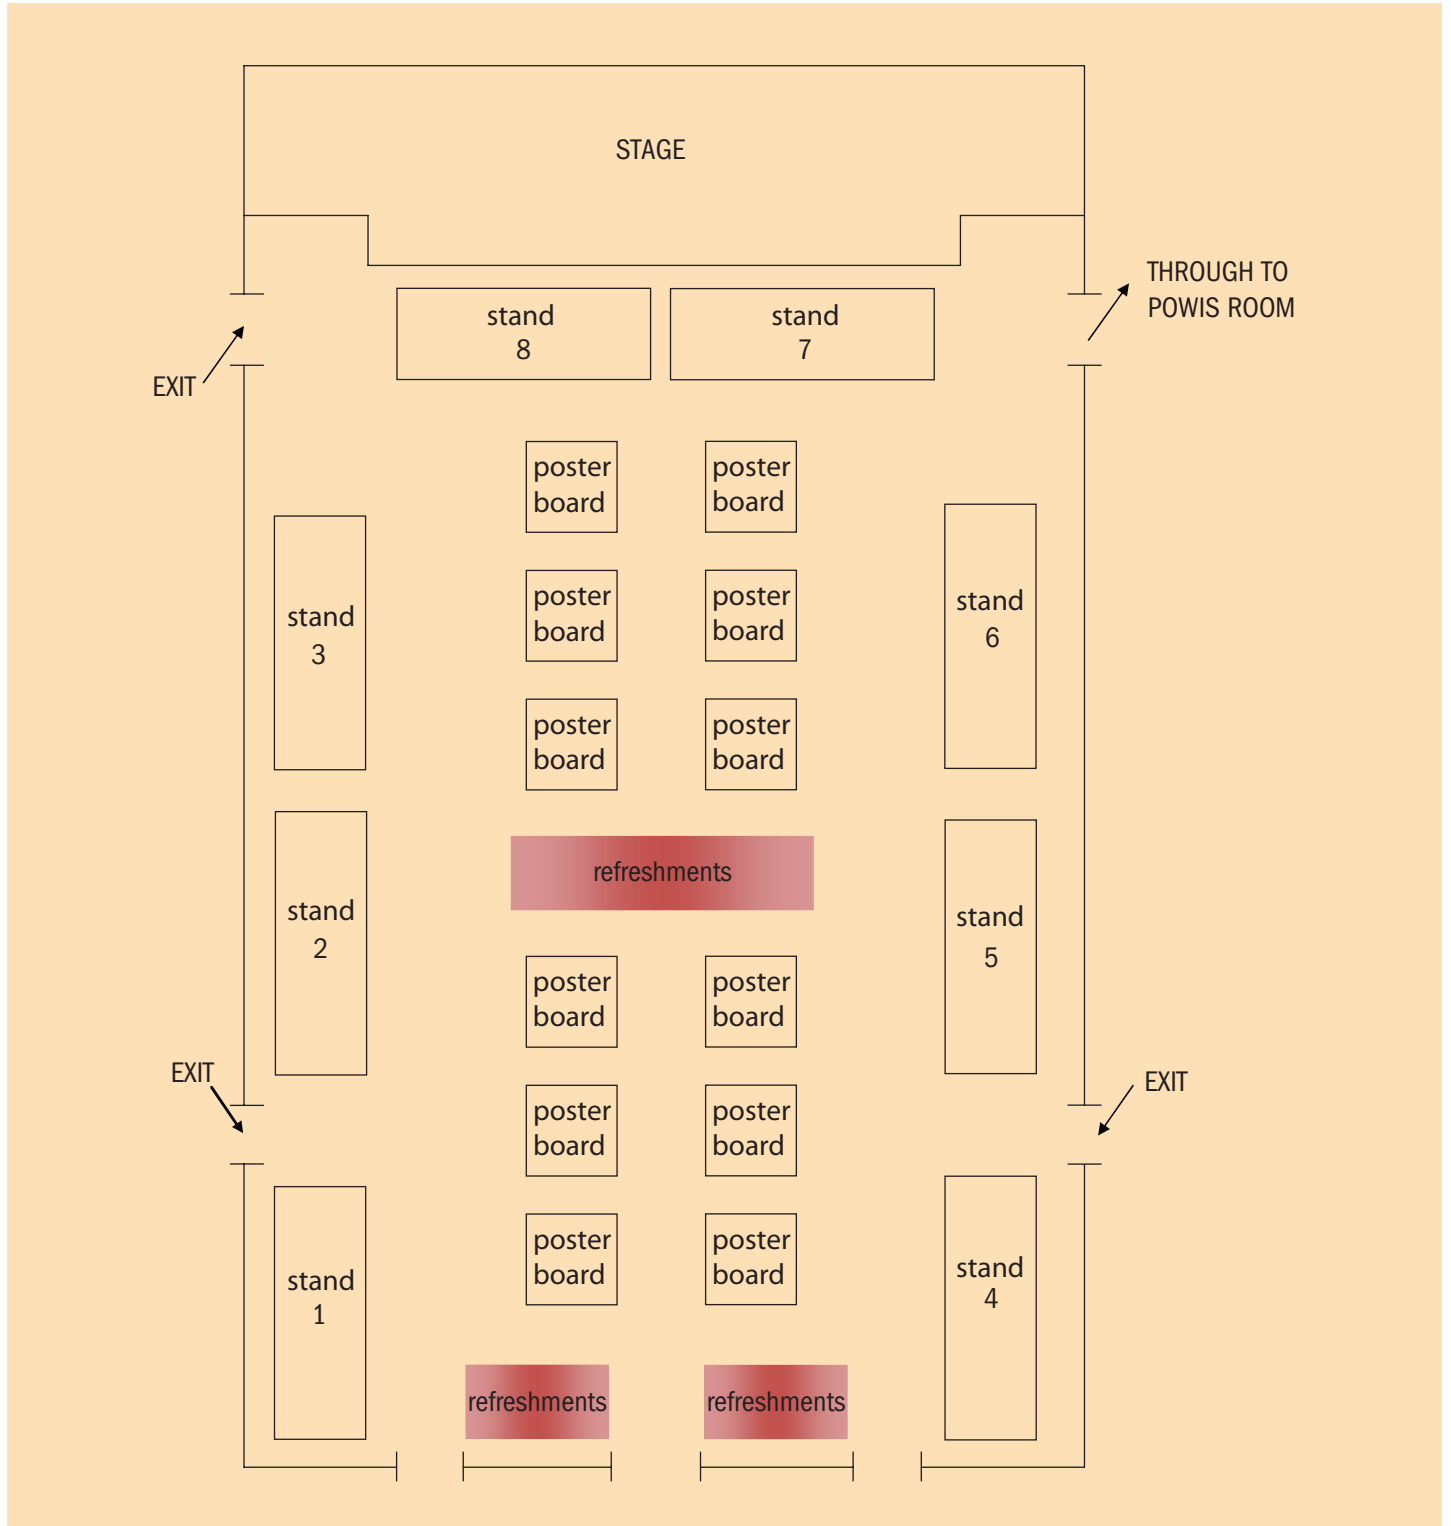 STAGE
THROUGH TO
POWIS ROOM
stand
8
stand
7
EXIT
poster
board
poster
board
stand
3
stand
6
poster
board
poster
board
poster
board
poster
board
refreshments
stand
2
stand
5
poster
board
poster
board
EXIT
EXIT
poster
board
poster
board
stand
1
stand
4
poster
board
poster
board
refreshments
refreshments